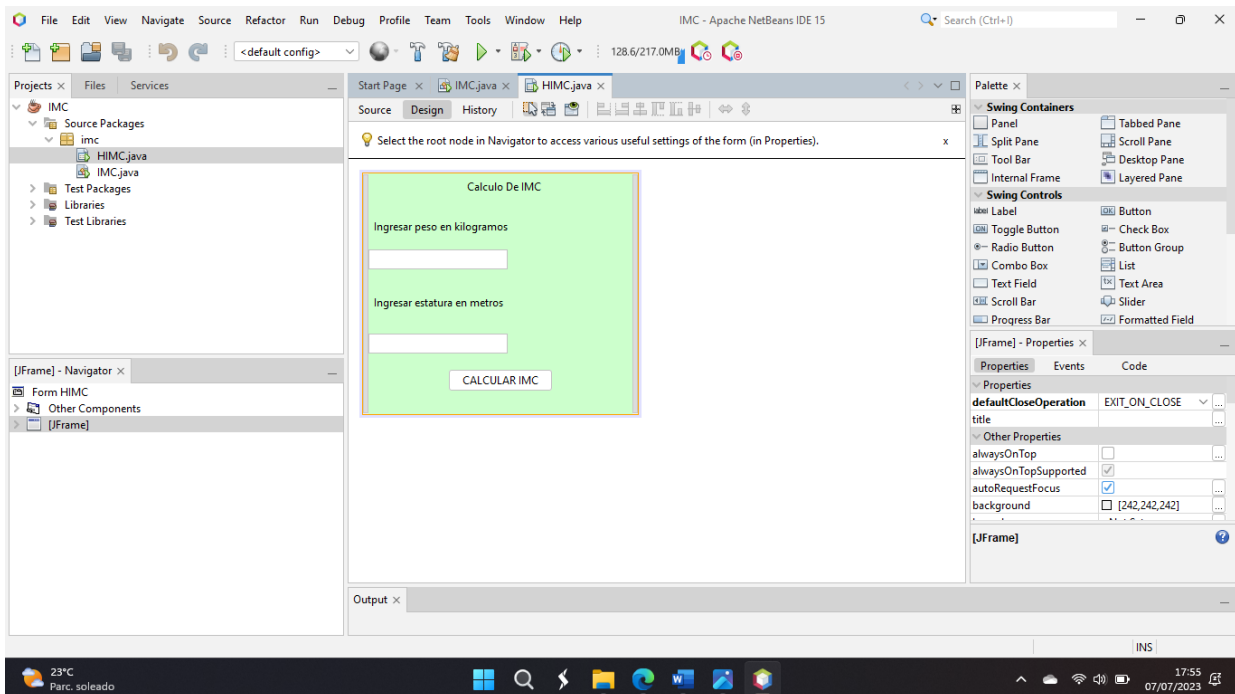 File Edit View Navigate Source Refactor Run Debug Profile Team Tools Window Help IMC - Apache NetBeans IDE 15 Search (Ctrl+I)
<default config> 128.6/217.0MB
Projects Files Services
IMC
Source Packages
imc
HIMC.java
IMC.java
Test Packages
Libraries
Test Libraries
[JFrame] - Navigator
Form HIMC
Other Components
[JFrame]
Start Page IMC.java HIMC.java
Source Design History
Select the root node in Navigator to access various useful settings of the form (in Properties). x
Calculo De IMC
Ingresar peso en kilogramos
Ingresar estatura en metros
CALCULAR IMC
Output
Palette
Swing Containers
Panel Tabbed Pane
Split Pane Scroll Pane
Tool Bar Desktop Pane
Internal Frame Layered Pane
Swing Controls
label Label OK Button
ON Toggle Button Check Box
Radio Button Button Group
Combo Box List
Text Field Text Area
Scroll Bar Slider
Progress Bar Formatted Field
[JFrame] - Properties
Properties Events Code
Properties
defaultCloseOperation EXIT_ON_CLOSE ...
title ...
Other Properties
alwaysOnTop ...
alwaysOnTopSupported
autoRequestFocus ...
background [242,242,242] ...
[JFrame]
INS
23°C
Parc. soleado
17:55
07/07/2023